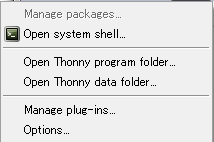 Manage packages...
Open system shell...
Open Thonny program folder...
Open Thonny data folder...
Manage plug-ins...
Options...